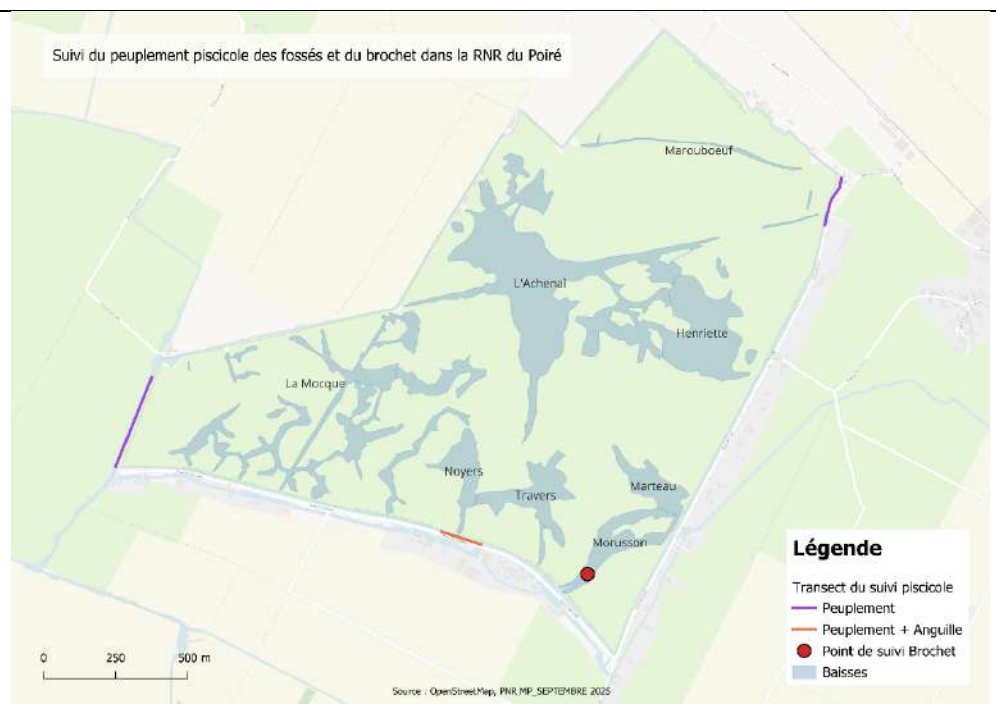 Suivi du peuplement piscicole des fossés et du brochet dans la RNR du Poiré
Marouboeuf
L'Achenal
Henriette
La Mocque
Noyers
Travers
Marteau
Morusson
Légende
Transect du suivi piscicole
Peuplement
Peuplement + Anguille
Point de suivi Brochet
Baisses
0 250 500 m
Source : OpenStreetMap, PNR MP_SEPTEMBRE 2025